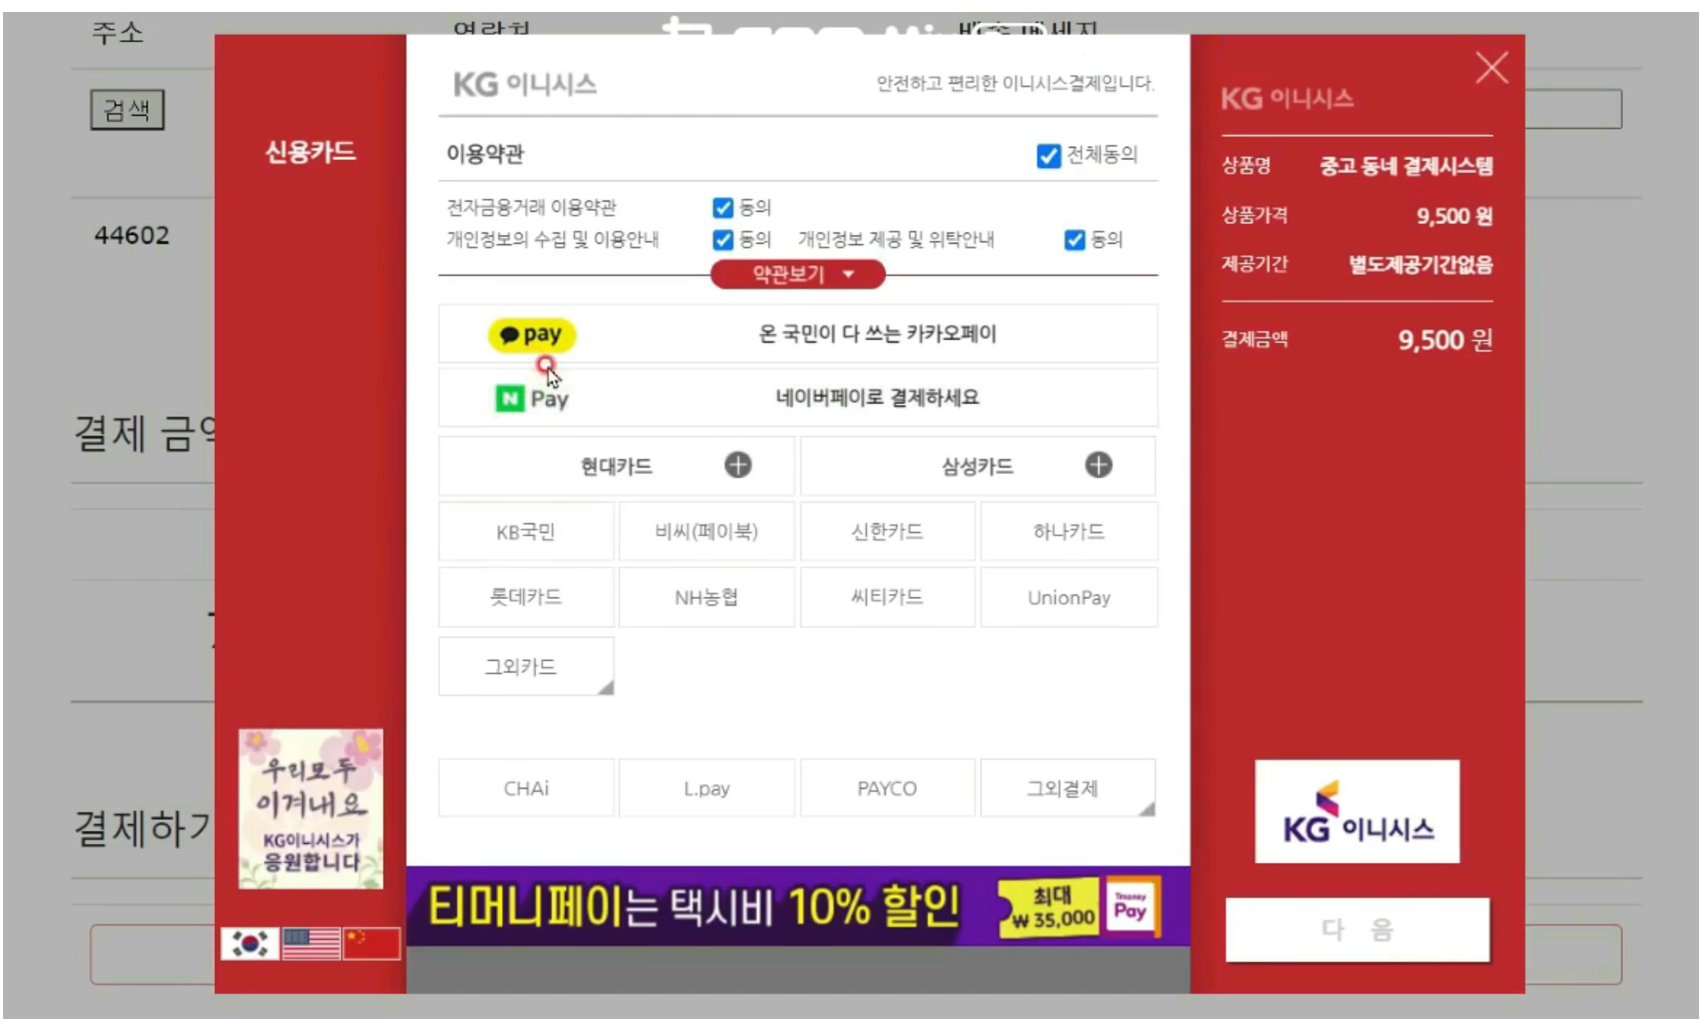 주소
연락처
배송 메세지
검색
44602
결제 금액
결제하기
신용카드
우리모두
이겨내요
KG이니시스가
응원합니다
KG 이니시스
안전하고 편리한 이니시스결제입니다.
이용약관
전체동의
전자금융거래 이용약관
동의
개인정보의 수집 및 이용안내
동의
개인정보 제공 및 위탁안내
동의
약관보기
pay
온 국민이 다 쓰는 카카오페이
N Pay
네이버페이로 결제하세요
현대카드
삼성카드
KB국민
비씨(페이북)
신한카드
하나카드
롯데카드
NH농협
씨티카드
UnionPay
그외카드
CHAi
L.pay
PAYCO
그외결제
티머니페이는 택시비 10% 할인
최대
₩ 35,000
Tmoney
Pay
KG 이니시스
상품명 중고 동네 결제시스템
상품가격 9,500 원
제공기간 별도제공기간없음
결제금액 9,500 원
KG 이니시스
다 음